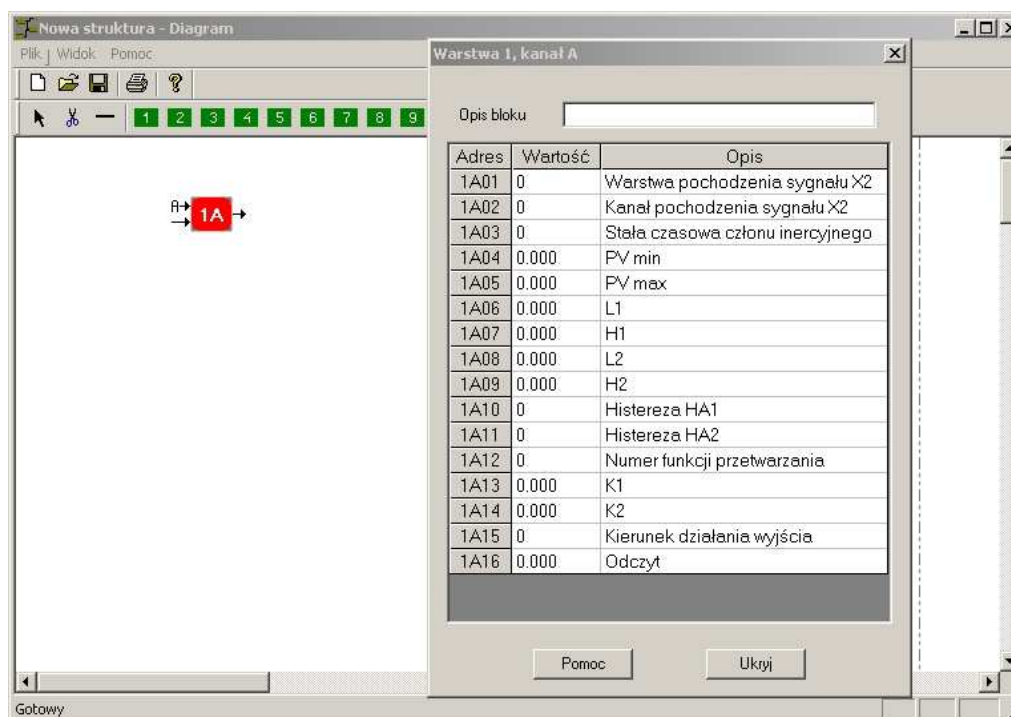 Nowa struktura - Diagram
Plik Widok Pomoc
1 2 3 4 5 6 7 8 9
A
1A
Warstwa 1, kanał A
Opis bloku
Adres Wartość Opis
1A01 0 Warstwa pochodzenia sygnału X2
1A02 0 Kanał pochodzenia sygnału X2
1A03 0 Stała czasowa członu inercyjnego
1A04 0.000 PV min
1A05 0.000 PV max
1A06 0.000 L1
1A07 0.000 H1
1A08 0.000 L2
1A09 0.000 H2
1A10 0 Histereza HA1
1A11 0 Histereza HA2
1A12 0 Numer funkcji przetwarzania
1A13 0.000 K1
1A14 0.000 K2
1A15 0 Kierunek działania wyjścia
1A16 0.000 Odczyt
Pomoc Ukryj
Gotowy